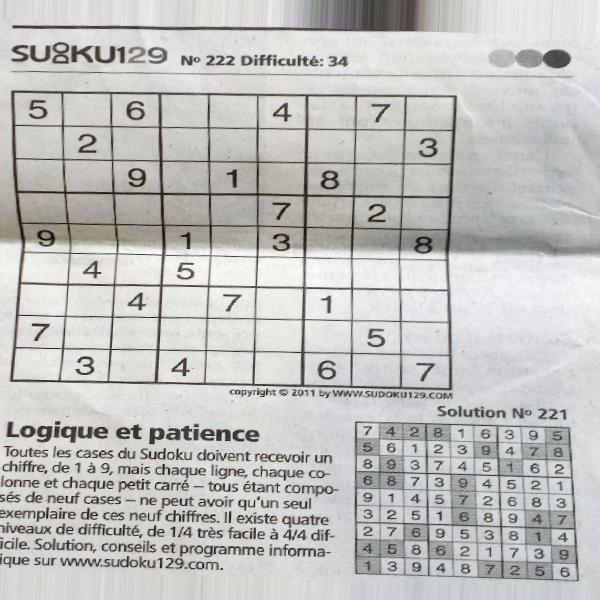 SUDOKU129 Nº 222 Difficulté: 34
5 6 4 7
2 3
9 1 8
7 2
9 1 3 8
4 5
4 7 1
7 5
3 4 6 7
copyright © 2011 by WWW.SUDOKU129.COM
Solution Nº 221
7 4 2 8 1 6 3 9 5
5 6 1 2 3 9 4 7 8
8 9 3 7 4 5 1 6 2
6 8 7 3 9 4 5 2 1
9 1 4 5 7 2 6 8 3
3 2 5 1 6 8 9 4 7
2 7 6 9 5 3 8 1 4
4 5 8 6 2 1 7 3 9
1 3 9 4 8 7 2 5 6
Logique et patience
Toutes les cases du Sudoku doivent recevoir un
chiffre, de 1 à 9, mais chaque ligne, chaque co-
lonne et chaque petit carré – tous étant compo-
sés de neuf cases – ne peut avoir qu'un seul
exemplaire de ces neuf chiffres. Il existe quatre
niveaux de difficulté, de 1/4 très facile à 4/4 dif-
icile. Solution, conseils et programme informa-
ique sur www.sudoku129.com.